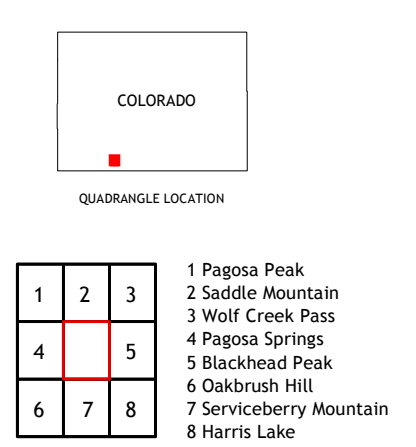 COLORADO
QUADRANGLE LOCATION
1 2 3
4 5
6 7 8
1 Pagosa Peak
2 Saddle Mountain
3 Wolf Creek Pass
4 Pagosa Springs
5 Blackhead Peak
6 Oakbrush Hill
7 Serviceberry Mountain
8 Harris Lake